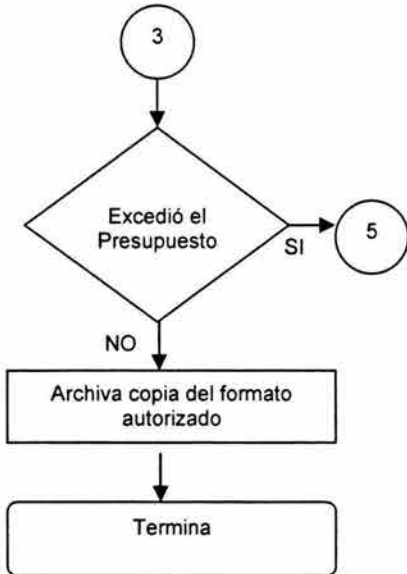 3
Excedió el
Presupuesto
5
SI
NO
Archiva copia del formato
autorizado
Termina